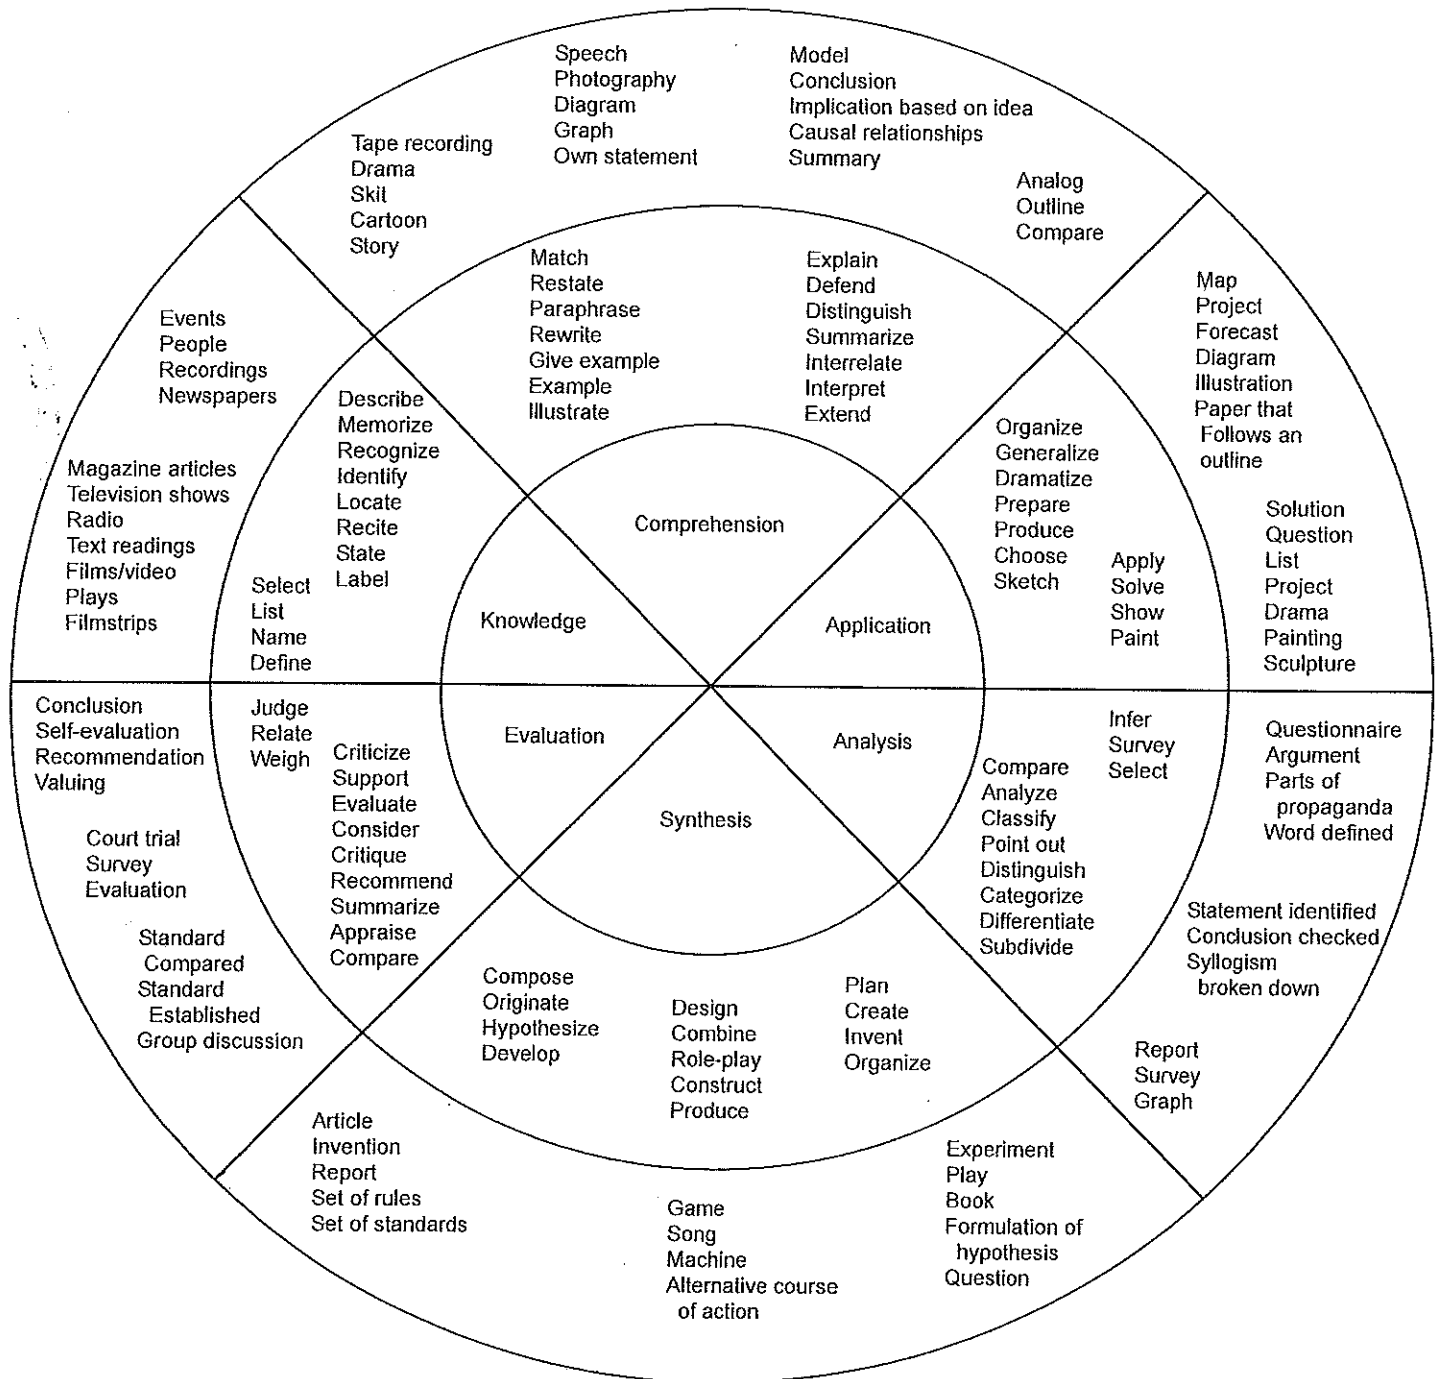 Speech
Photography
Diagram
Graph
Own statement
Model
Conclusion
Implication based on idea
Causal relationships
Summary
Tape recording
Drama
Skit
Cartoon
Story
Analog
Outline
Compare
Match
Restate
Paraphrase
Rewrite
Give example
Example
Illustrate
Explain
Defend
Distinguish
Summarize
Interrelate
Interpret
Extend
Comprehension
Events
People
Recordings
Newspapers
Magazine articles
Television shows
Radio
Text readings
Films/video
Plays
Filmstrips
Describe
Memorize
Recognize
Identify
Locate
Recite
State
Label
Select
List
Name
Define
Knowledge
Application
Organize
Generalize
Dramatize
Prepare
Produce
Choose
Sketch
Apply
Solve
Show
Paint
Map
Project
Forecast
Diagram
Illustration
Paper that
Follows an
outline
Solution
Question
List
Project
Drama
Painting
Sculpture
Conclusion
Self-evaluation
Recommendation
Valuing
Court trial
Survey
Evaluation
Standard
Compared
Standard
Established
Group discussion
Judge
Relate
Weigh
Criticize
Support
Evaluate
Consider
Critique
Recommend
Summarize
Appraise
Compare
Evaluation
Analysis
Infer
Survey
Select
Compare
Analyze
Classify
Point out
Distinguish
Categorize
Differentiate
Subdivide
Questionnaire
Argument
Parts of
propaganda
Word defined
Statement identified
Conclusion checked
Syllogism
broken down
Report
Survey
Graph
Synthesis
Compose
Originate
Hypothesize
Develop
Design
Combine
Role-play
Construct
Produce
Plan
Create
Invent
Organize
Article
Invention
Report
Set of rules
Set of standards
Game
Song
Machine
Alternative course
of action
Experiment
Play
Book
Formulation of
hypothesis
Question